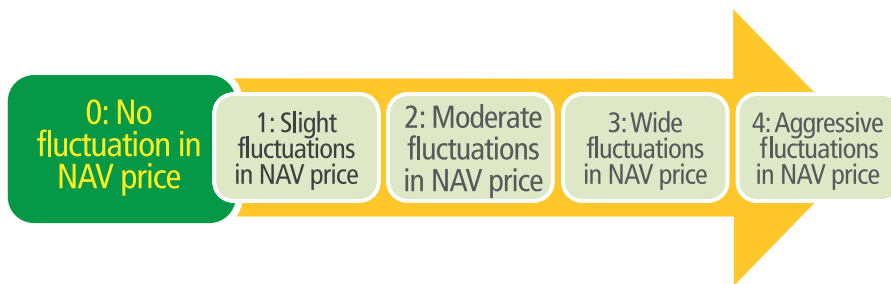 0: No
fluctuation in
NAV price
1: Slight
fluctuations
in NAV price
2: Moderate
fluctuations
in NAV price
3: Wide
fluctuations
in NAV price
4: Aggressive
fluctuations
in NAV price